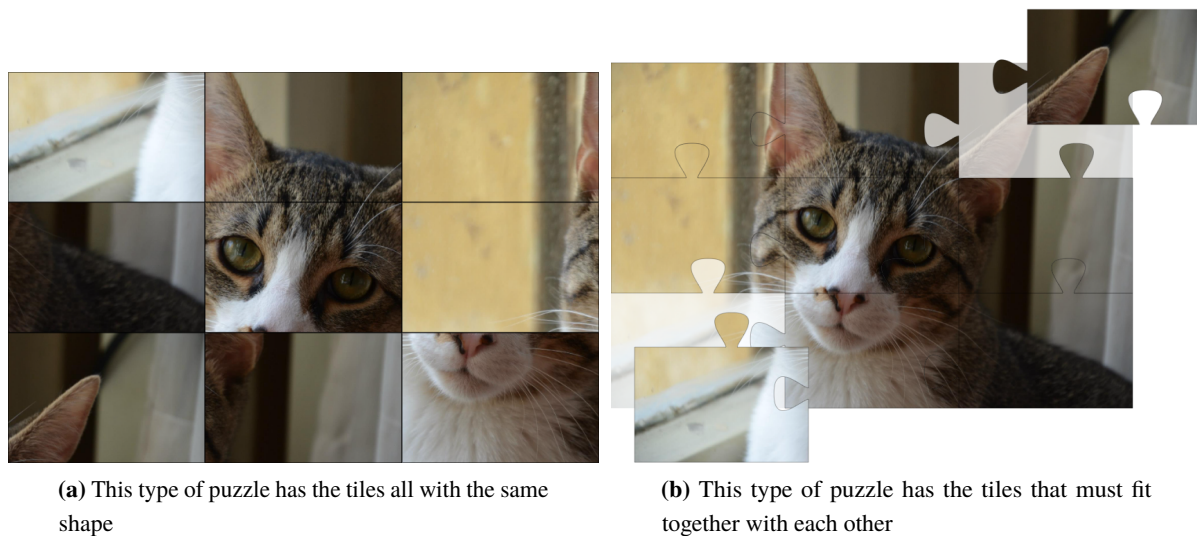 (a) This type of puzzle has the tiles all with the same
shape
(b) This type of puzzle has the tiles that must fit
together with each other